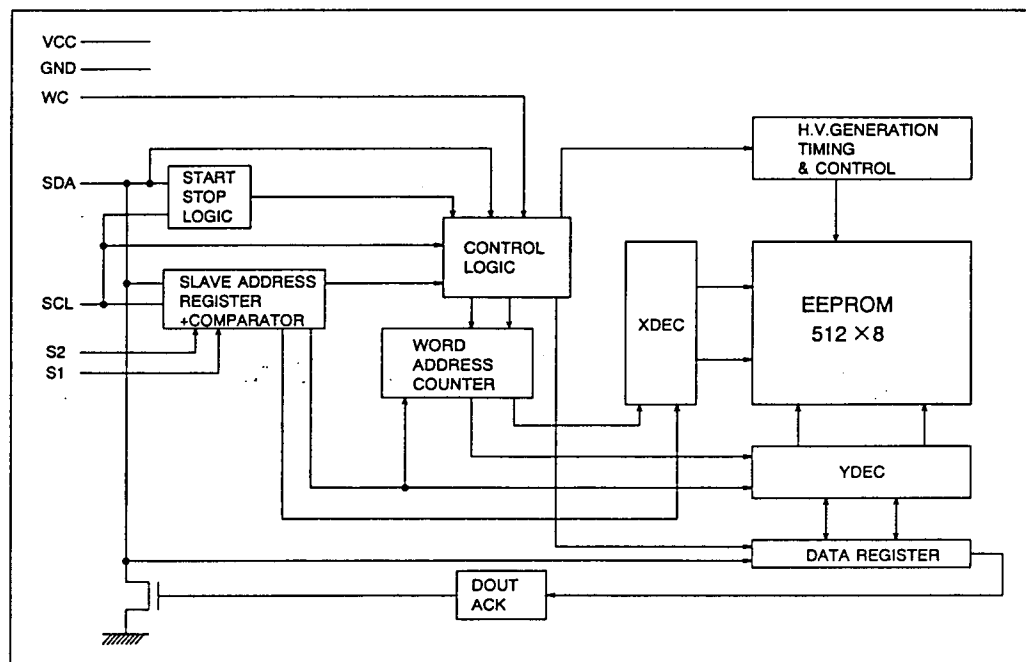 VCC
GND
WC
H.V.GENERATION
TIMING
& CONTROL
SDA
START
STOP
LOGIC
CONTROL
LOGIC
SCL
SLAVE ADDRESS
REGISTER
+COMPARATOR
XDEC
EEPROM
512 ×8
S2
S1
WORD
ADDRESS
COUNTER
YDEC
DATA REGISTER
DOUT
ACK